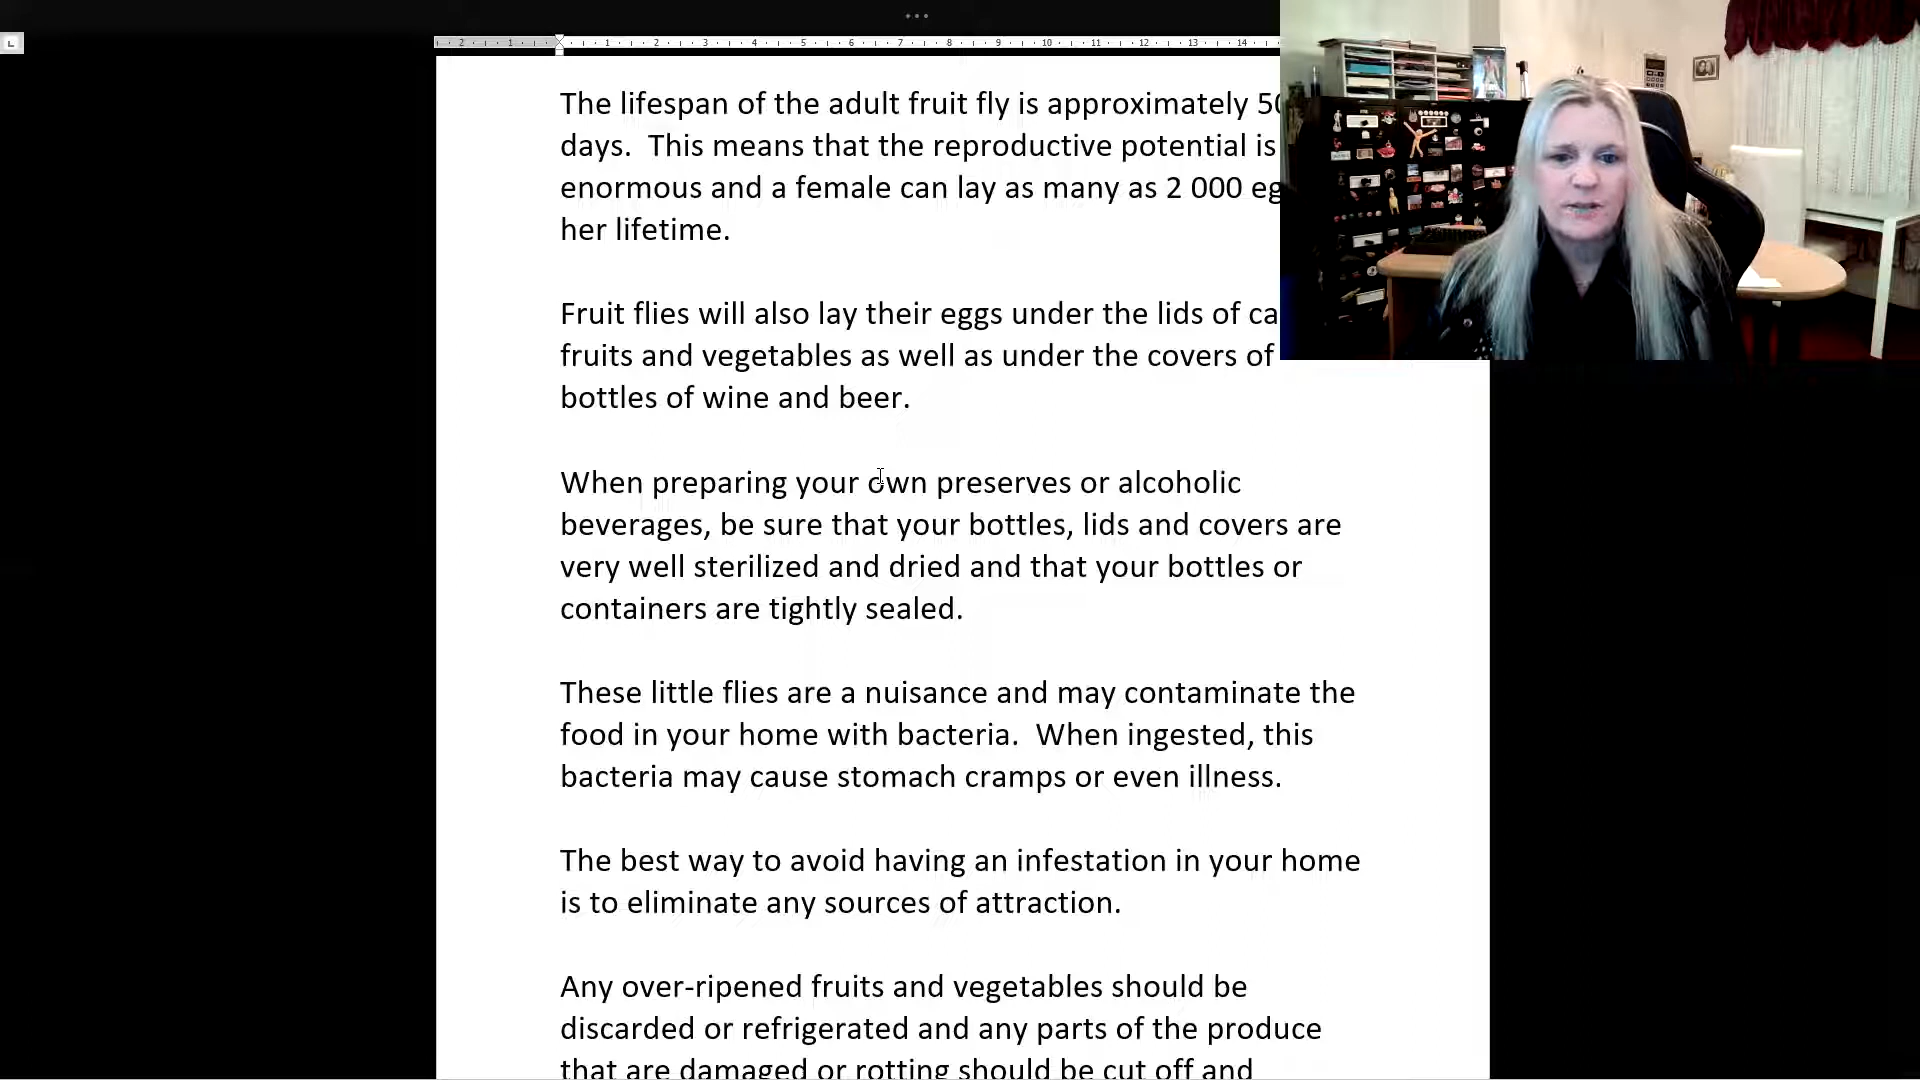 The lifespan of the adult fruit fly is approximately
days. This means that the reproductive potential is
enormous and a female can lay as many as 2 000
her lifetime.
Fruit flies will also lay their eggs under the lids of
fruits and vegetables as well as under the covers of
bottles of wine and beer.
When preparing your own preserves or alcoholic
beverages, be sure that your bottles, lids and covers are
very well sterilized and dried and that your bottles or
containers are tightly sealed.
These little flies are a nuisance and may contaminate the
food in your home with bacteria. When ingested, this
bacteria may cause stomach cramps or even illness.
The best way to avoid having an infestation in your home
is to eliminate any sources of attraction.
Any over-ripened fruits and vegetables should be
discarded or refrigerated and any parts of the produce
that are damaged or rotting should be cut off and